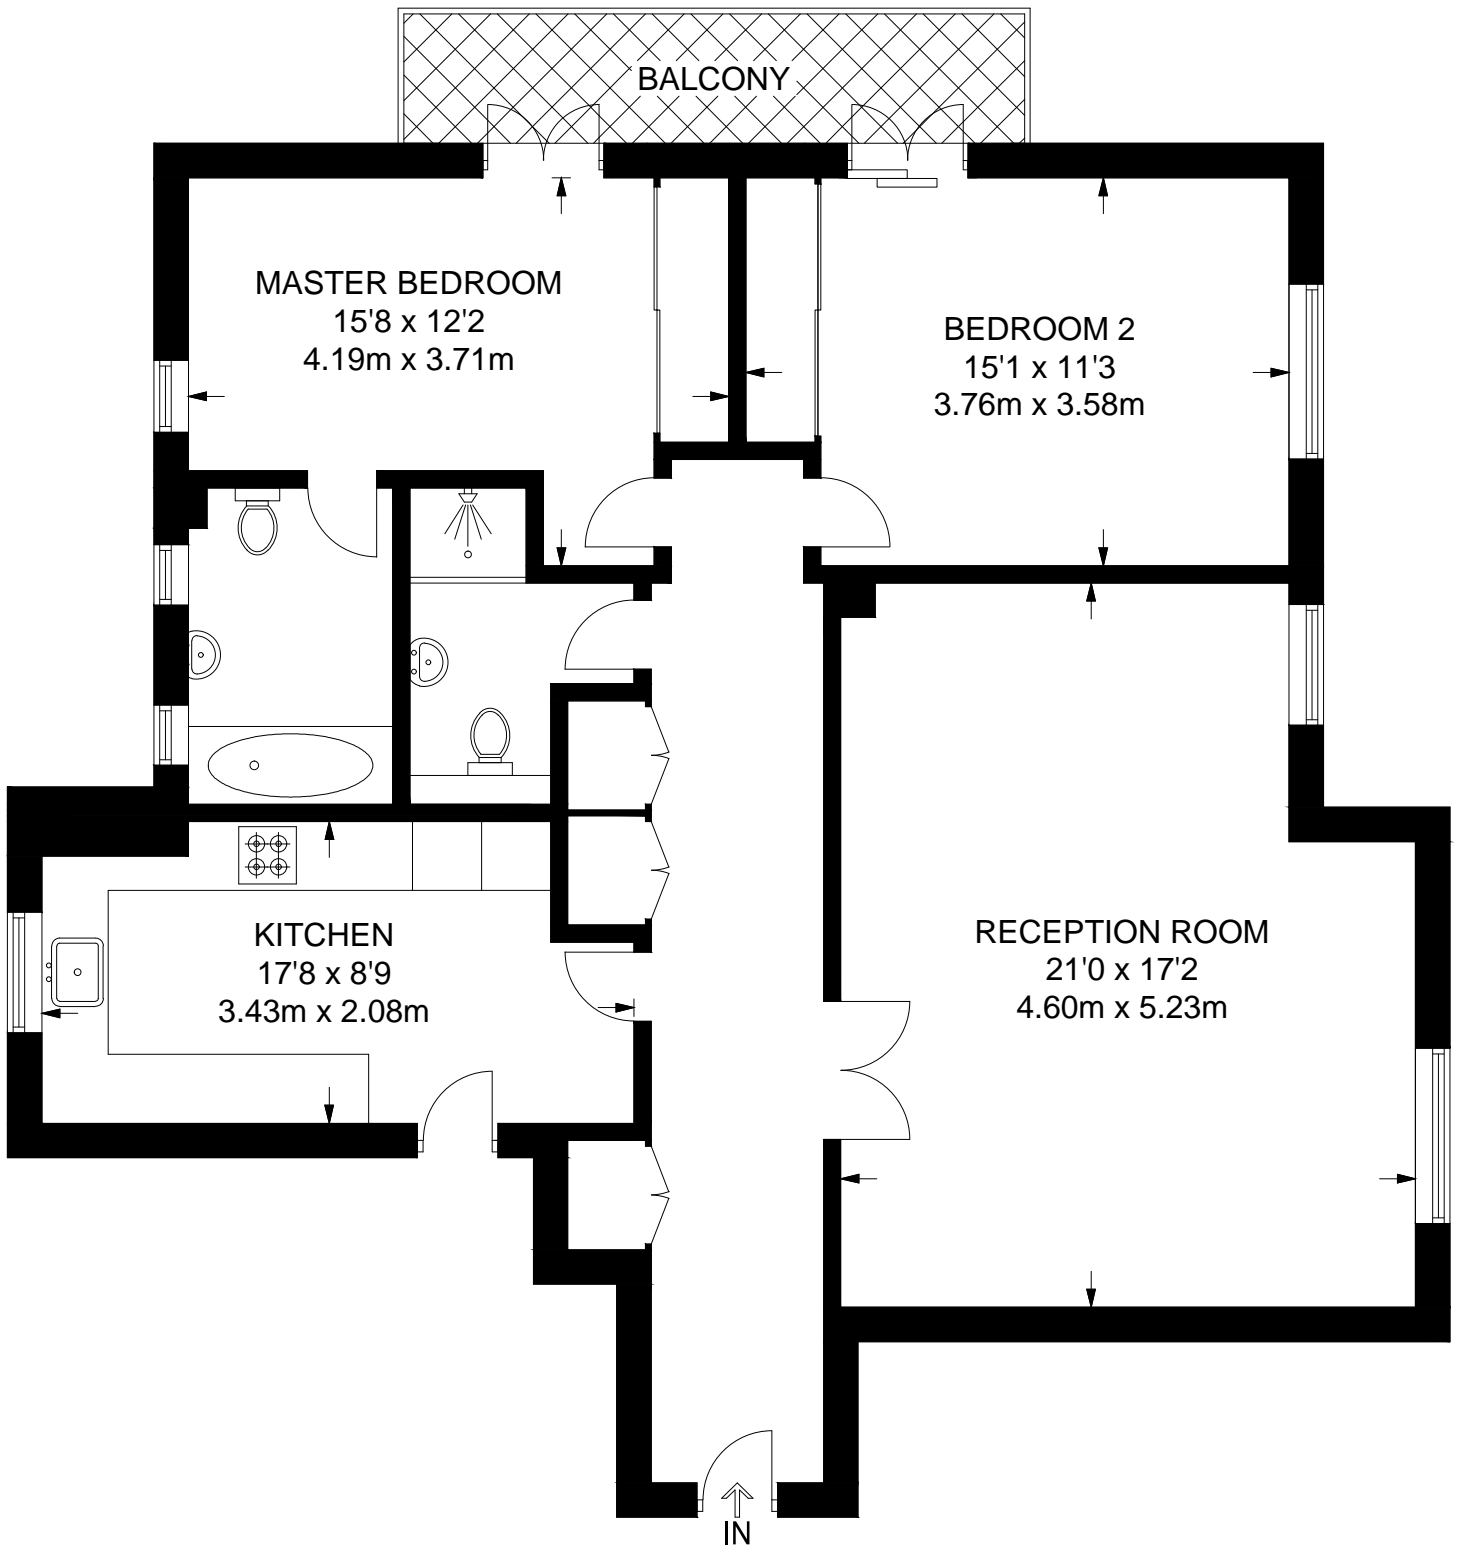 BALCONY
MASTER BEDROOM
15'8 x 12'2
4.19m x 3.71m
BEDROOM 2
15'1 x 11'3
3.76m x 3.58m
KITCHEN
17'8 x 8'9
3.43m x 2.08m
RECEPTION ROOM
21'0 x 17'2
4.60m x 5.23m
IN